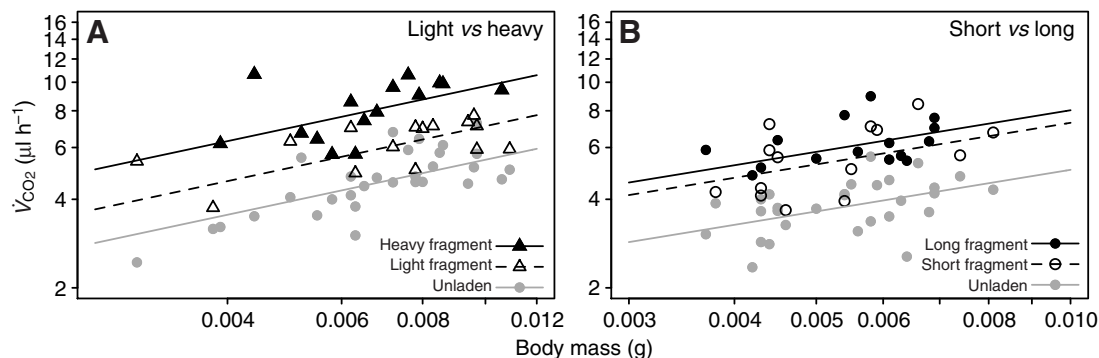 A
Light vs heavy
16
14
12
10
8
6
4
2
V̇CO2 (µl h−1)
Heavy fragment
Light fragment
Unladen
0.004
0.006
0.008
0.012
B
Short vs long
16
14
12
10
8
6
4
2
Long fragment
Short fragment
Unladen
0.003
0.004
0.005
0.006
0.008
0.010
Body mass (g)